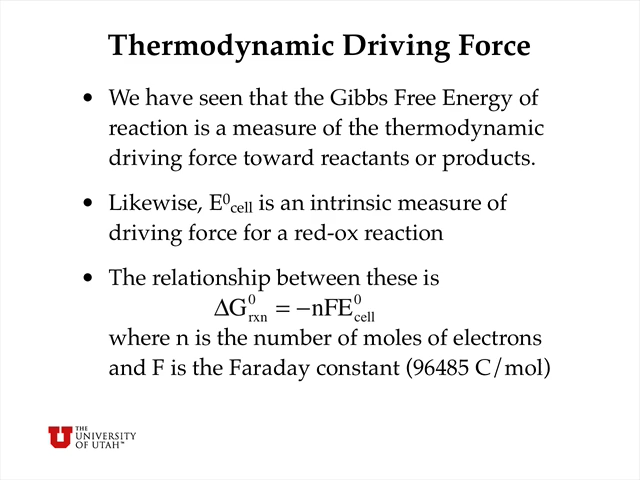 Thermodynamic Driving Force
• We have seen that the Gibbs Free Energy of
reaction is a measure of the thermodynamic
driving force toward reactants or products.
• Likewise, E⁰cell is an intrinsic measure of
driving force for a red-ox reaction
• The relationship between these is
ΔG⁰rxn = −nFE⁰cell
where n is the number of moles of electrons
and F is the Faraday constant (96485 C/mol)
U THE
UNIVERSITY
OF UTAH™